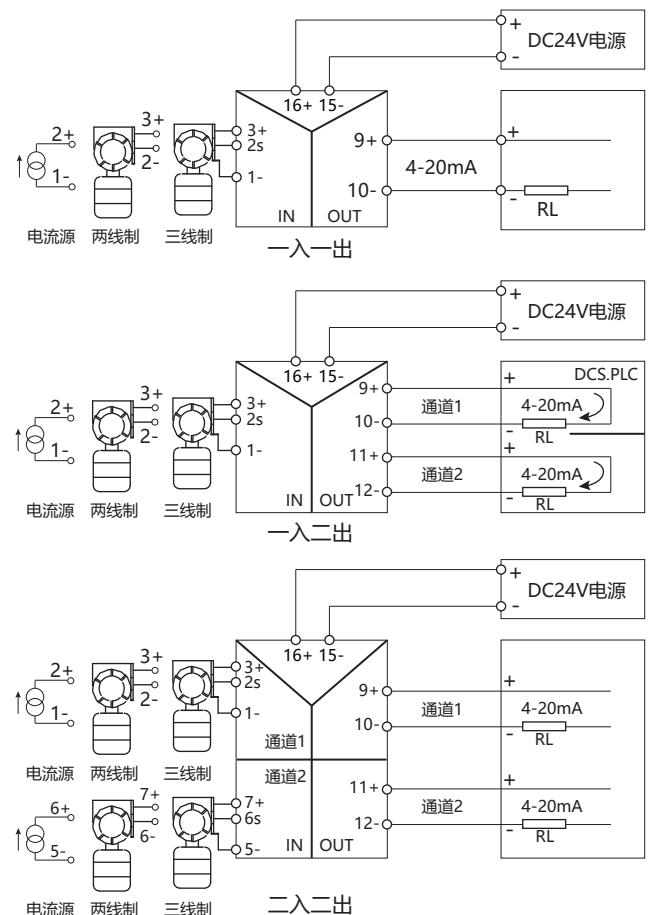 +
DC24V电源
-
16+ 15-
2+
1-
3+
2-
3+
2s
1-
9+
10-
4-20mA
+
-
RL
IN OUT
电流源 两线制 三线制
一入一出
+
DC24V电源
-
16+ 15-
2+
1-
3+
2-
3+
2s
1-
9+
10-
11+
12-
通道1
通道2
+ DCS.PLC
4-20mA
- RL
+
4-20mA
- RL
IN OUT
电流源 两线制 三线制
一入二出
+
DC24V电源
-
16+ 15-
2+
1-
3+
2-
3+
2s
1-
9+
10-
通道1
+
4-20mA
- RL
通道1
电流源 两线制 三线制
通道2
6+
5-
7+
6-
7+
6s
5-
11+
12-
通道2
+
4-20mA
- RL
IN OUT
电流源 两线制 三线制
二入二出